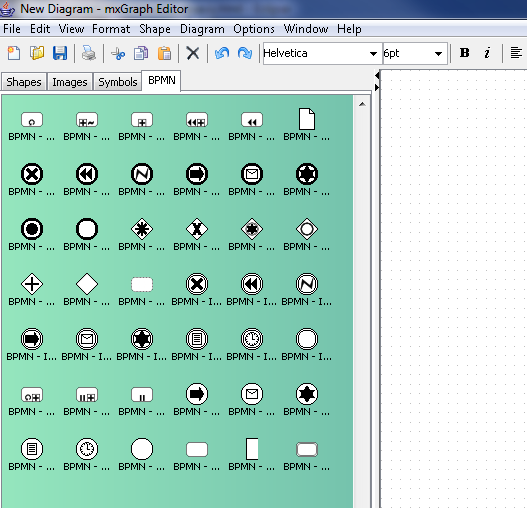 New Diagram - mxGraph Editor
File Edit View Format Shape Diagram Options Window Help
Helvetica 6pt B i
Shapes Images Symbols BPMN
BPMN - ... BPMN - ... BPMN - ... BPMN - ... BPMN - ... BPMN - ...
BPMN - ... BPMN - ... BPMN - ... BPMN - ... BPMN - ... BPMN - ...
BPMN - ... BPMN - ... BPMN - ... BPMN - ... BPMN - ... BPMN - ...
BPMN - ... BPMN - ... BPMN - ... BPMN - I... BPMN - I... BPMN - I...
BPMN - I... BPMN - I... BPMN - I... BPMN - I... BPMN - I... BPMN - I...
BPMN - ... BPMN - ... BPMN - ... BPMN - ... BPMN - ... BPMN - ...
BPMN - ... BPMN - ... BPMN - ... BPMN - ... BPMN - ... BPMN - ...